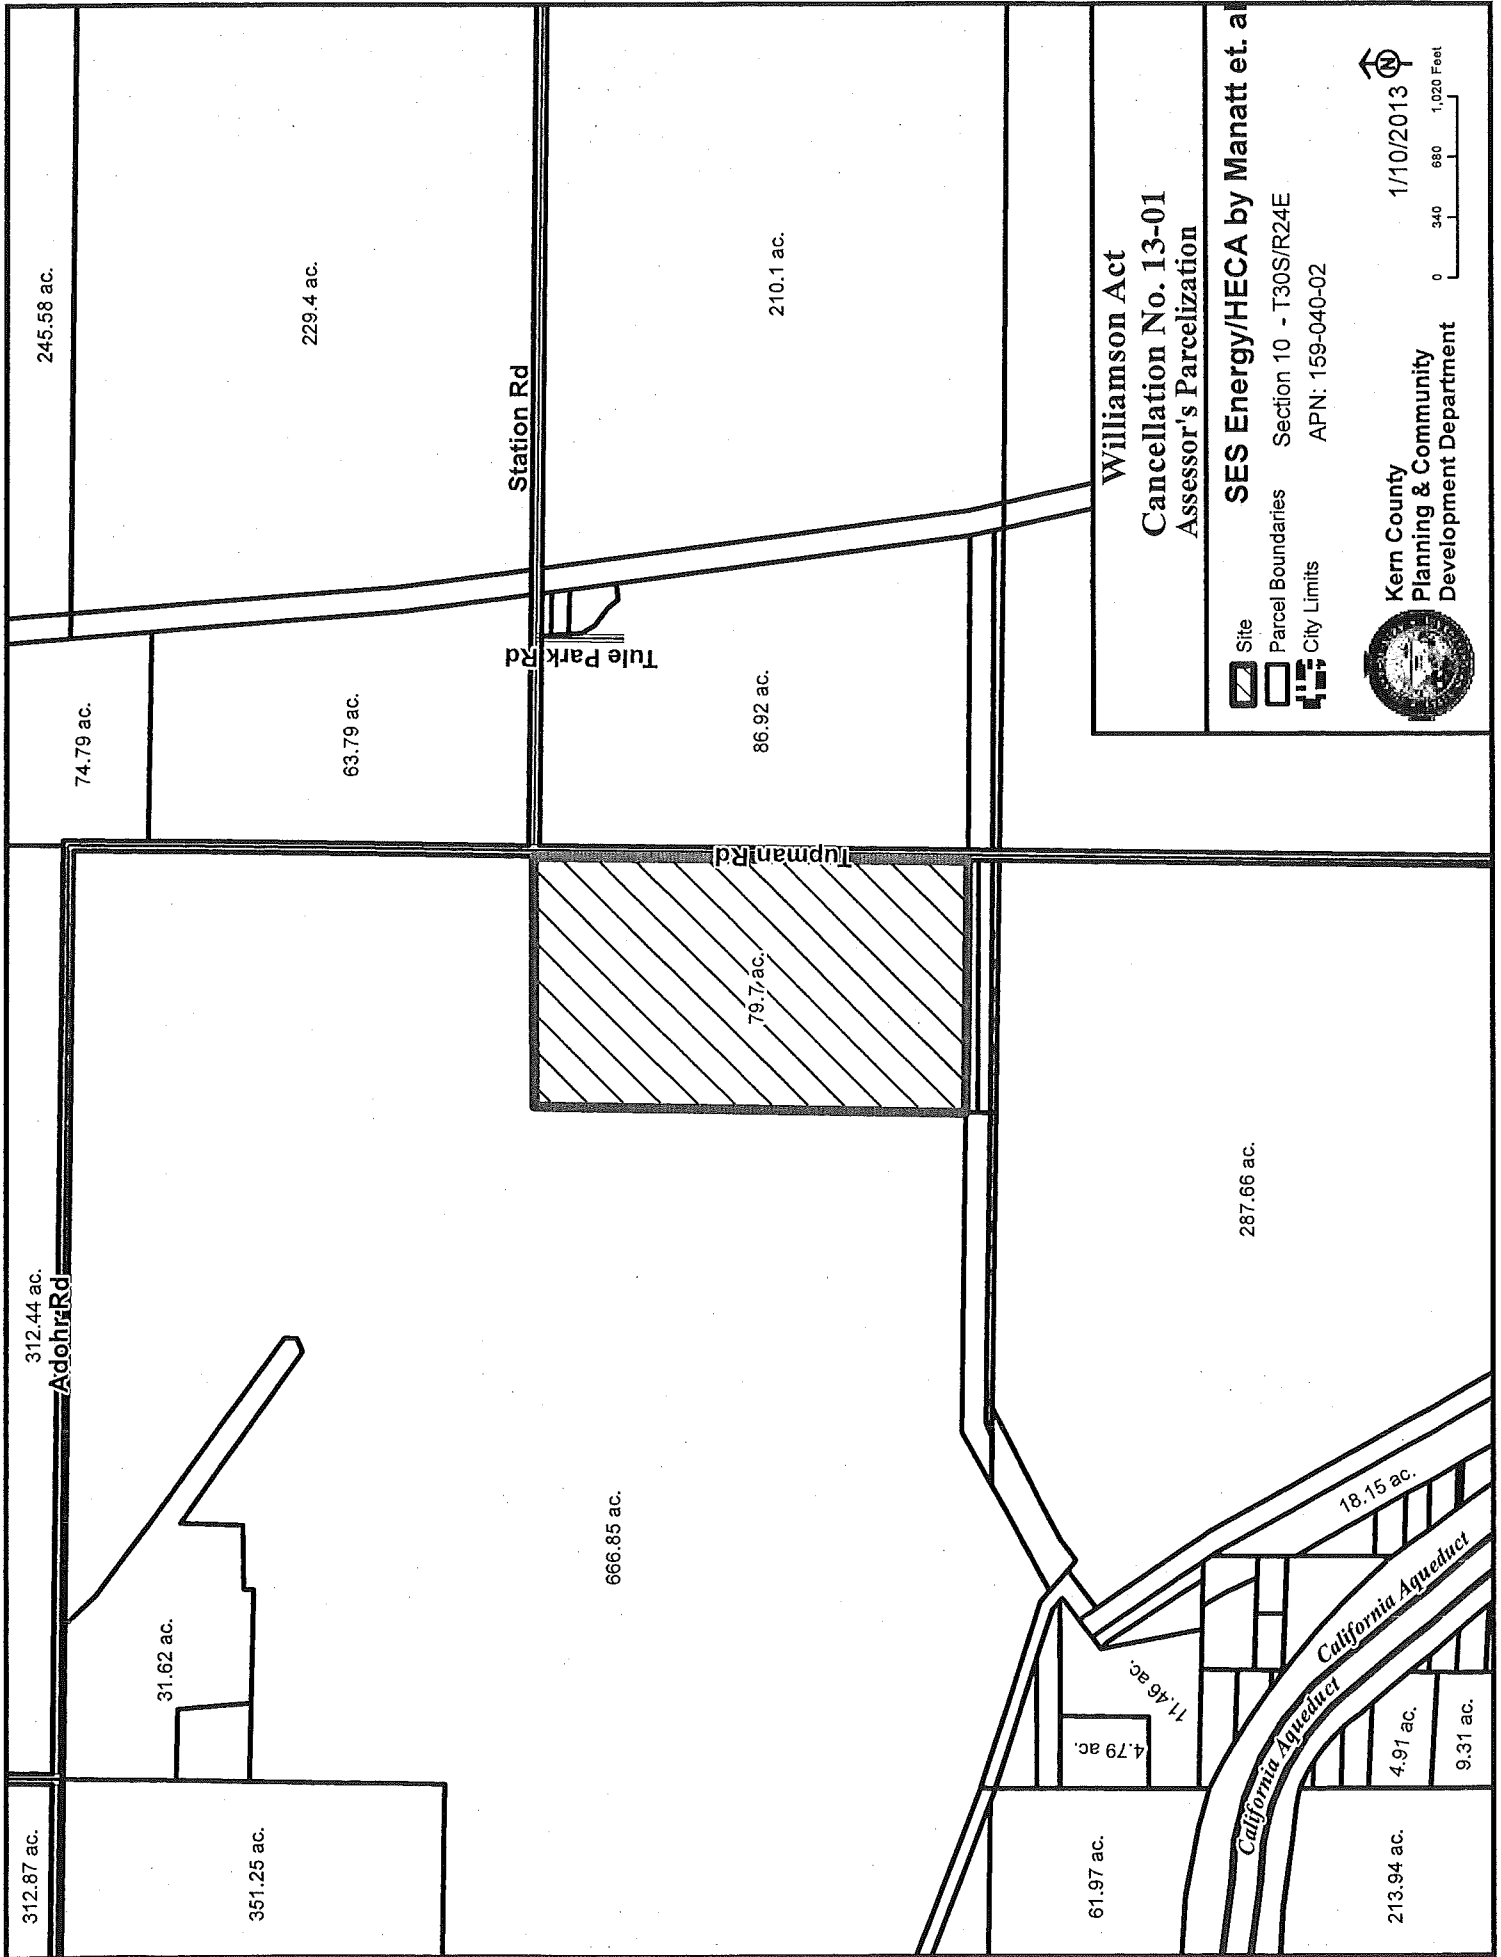 312.87 ac.
312.44 ac.
Adohr Rd
74.79 ac.
245.58 ac.
351.25 ac.
31.62 ac.
63.79 ac.
229.4 ac.
Station Rd
Tule Park Rd
666.85 ac.
79.7 ac.
Tupman Rd
86.92 ac.
210.1 ac.
61.97 ac.
4.79 ac.
11.46 ac.
287.66 ac.
18.15 ac.
California Aqueduct
California Aqueduct
213.94 ac.
4.91 ac.
9.31 ac.
Williamson Act
Cancellation No. 13-01
Assessor's Parcelization
SES Energy/HECA by Manatt et. al
Site
Parcel Boundaries
City Limits
Section 10 - T30S/R24E
APN: 159-040-02
Kern County
Planning & Community
Development Department
1/10/2013
N
0 340 680 1,020 Feet